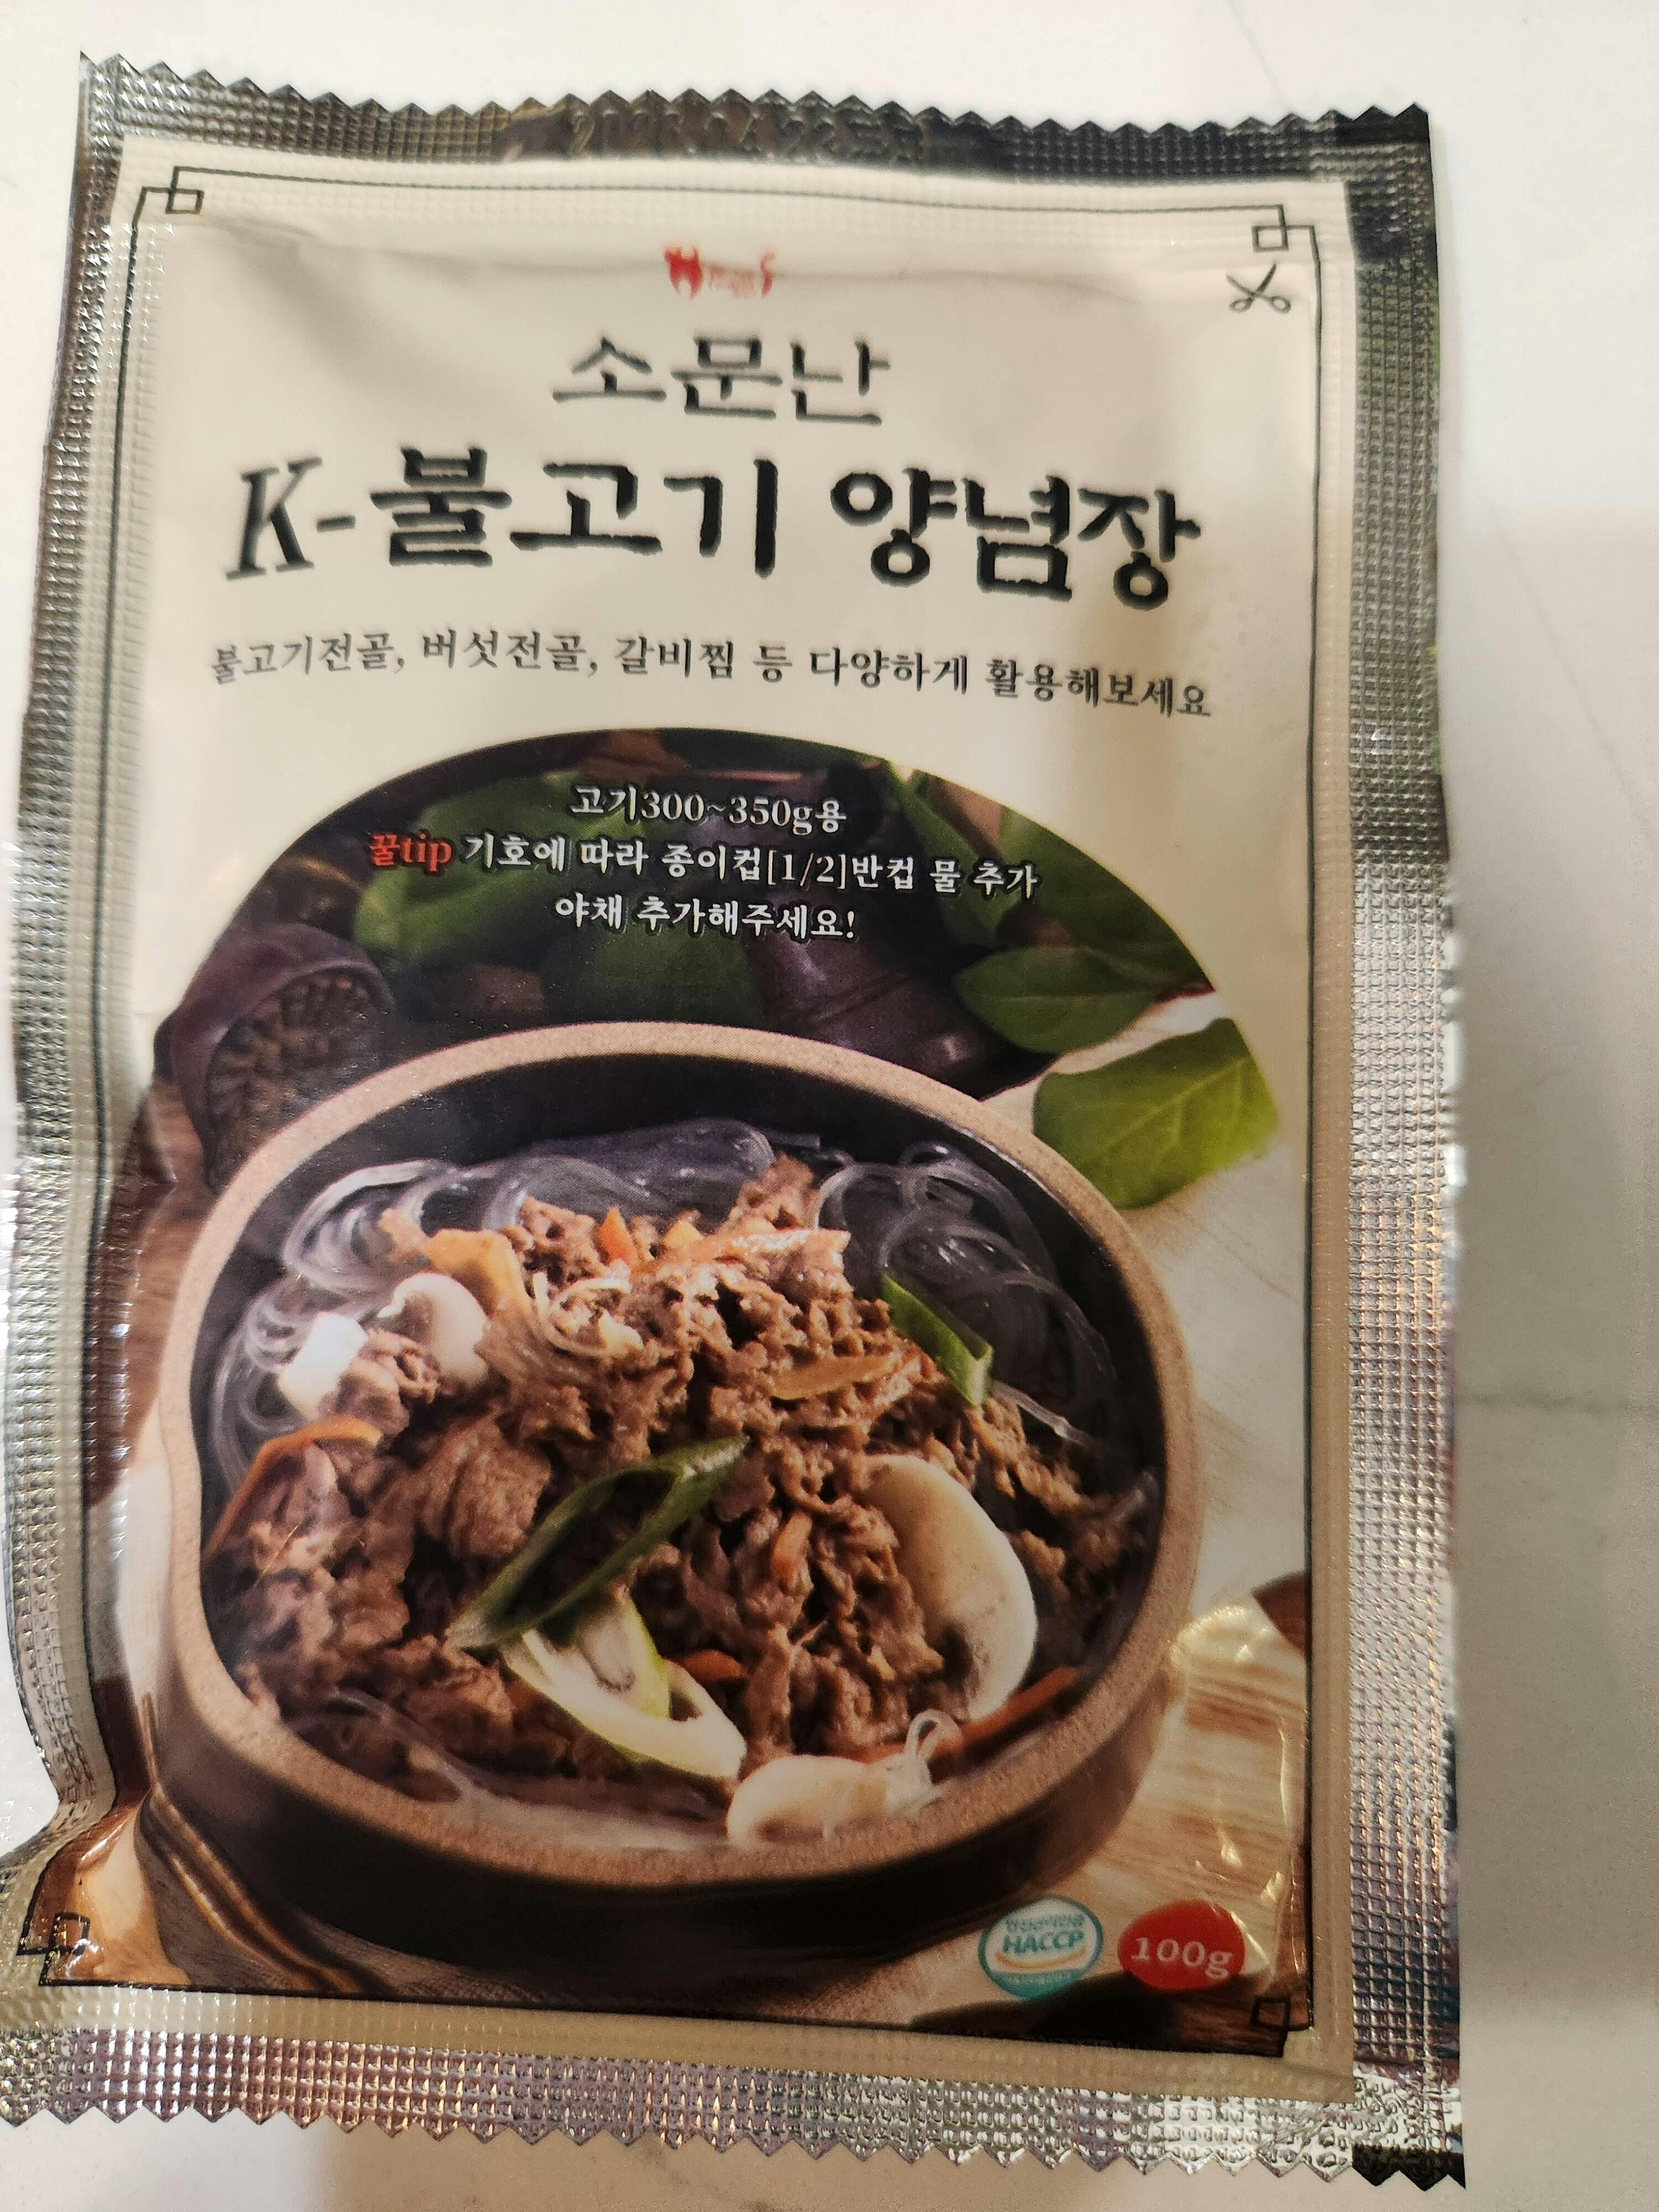 소문난
K-불고기 양념장
불고기전골, 버섯전골, 갈비찜 등 다양하게 활용해보세요
고기300~350g용
꿀tip 기호에 따라 종이컵[1/2]반컵 물 추가
야채 추가해주세요!
HACCP
100g